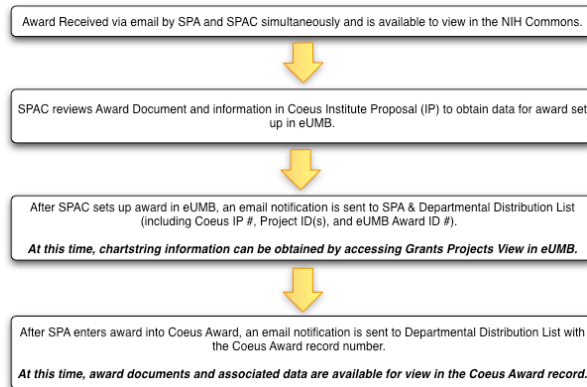 Award Received via email by SPA and SPAC simultaneously and is available to view in the NIH Commons.
SPAC reviews Award Document and information in Coeus Institute Proposal (IP) to obtain data for award set
up in eUMB.
After SPAC sets up award in eUMB, an email notification is sent to SPA & Departmental Distribution List
(including Coeus IP #, Project ID(s), and eUMB Award ID #).
At this time, chartstring information can be obtained by accessing Grants Projects View in eUMB.
After SPA enters award into Coeus Award, an email notification is sent to Departmental Distribution List with
the Coeus Award record number.
At this time, award documents and associated data are available for view in the Coeus Award record.